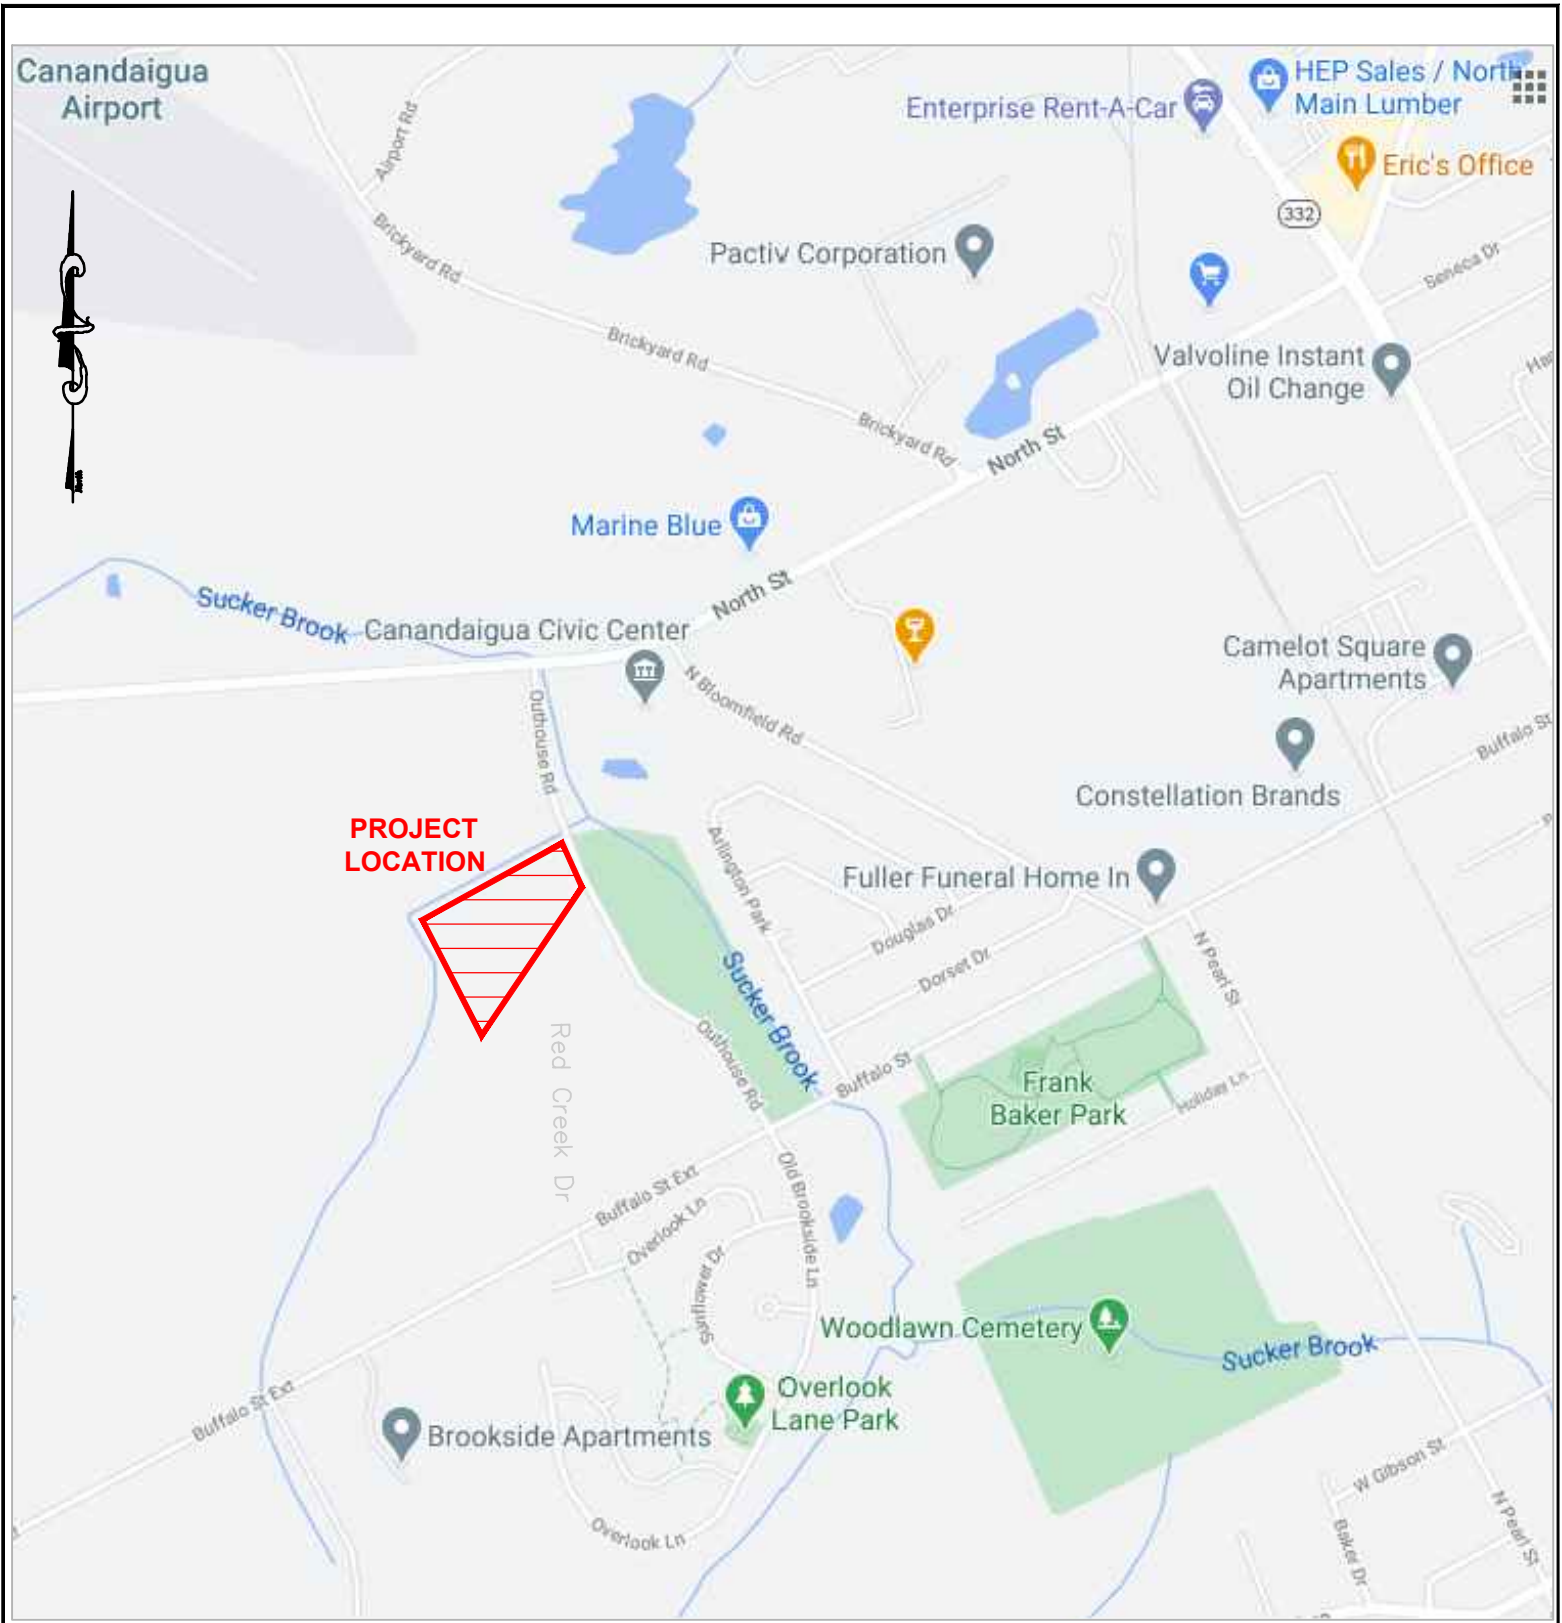 Canandaigua
Airport
HEP Sales / North
Main Lumber
Enterprise Rent-A-Car
Eric's Office
Airport Rd
332
Brickyard Rd
Pactiv Corporation
Seneca Dr
Brickyard Rd
Valvoline Instant
Oil Change
Brickyard Rd
North St
North
Marine Blue
North St
Sucker Brook
Canandaigua Civic Center
Camelot Square
Apartments
N Bloomfield Rd
Outhouse Rd
Buffalo St
Constellation Brands
PROJECT
LOCATION
Arlington Park
Fuller Funeral Home In
Douglas Dr
Dorset Dr
N Pearl St
Sucker Brook
Red Creek Dr
Outhouse Rd
Buffalo St
Frank
Baker Park
Holiday Ln
Old Brookside Ln
Buffalo St Ext
Overlook Ln
Sunflower Dr
Woodlawn Cemetery
Sucker Brook
Overlook
Lane Park
Buffalo St Ext
Brookside Apartments
W Gibson St
N Pearl St
Overlook Ln
Baker Dr